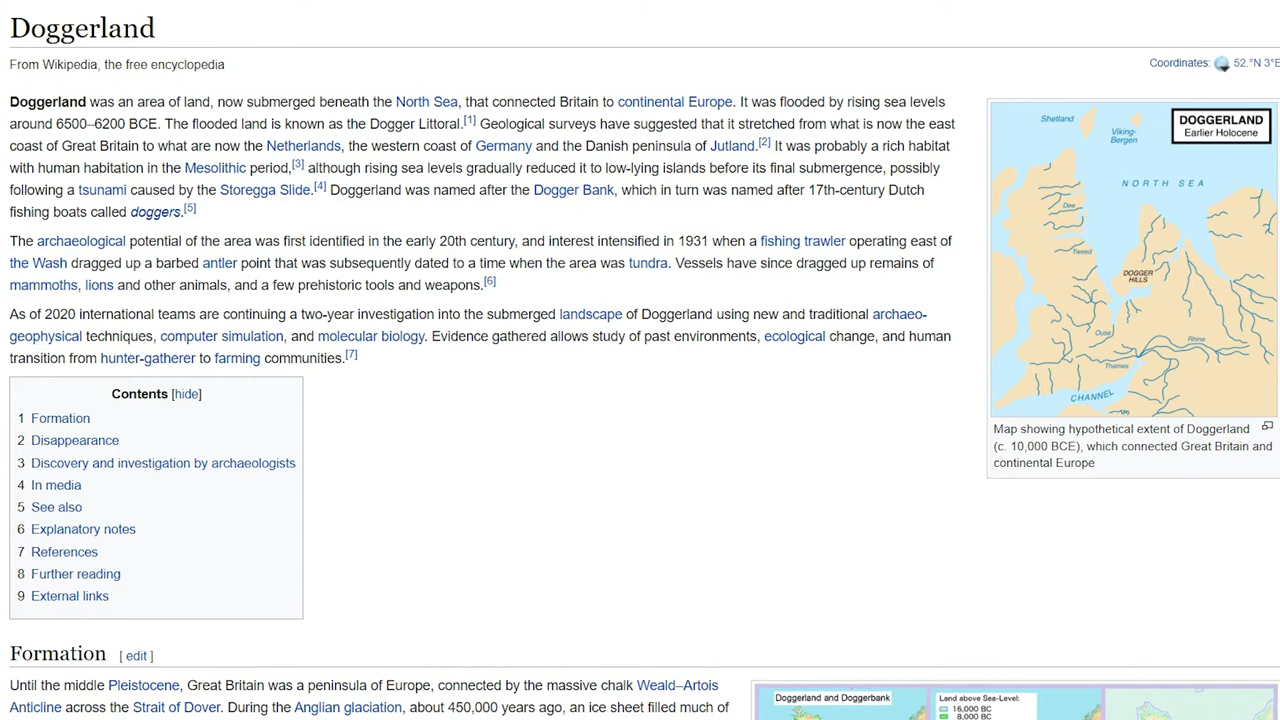 Doggerland
From Wikipedia, the free encyclopedia
Coordinates: 52.°N 3°E
Doggerland was an area of land, now submerged beneath the North Sea, that connected Britain to continental Europe. It was flooded by rising sea levels
around 6500–6200 BCE. The flooded land is known as the Dogger Littoral.[1] Geological surveys have suggested that it stretched from what is now the east
coast of Great Britain to what are now the Netherlands, the western coast of Germany and the Danish peninsula of Jutland.[2] It was probably a rich habitat
with human habitation in the Mesolithic period,[3] although rising sea levels gradually reduced it to low-lying islands before its final submergence, possibly
following a tsunami caused by the Storegga Slide.[4] Doggerland was named after the Dogger Bank, which in turn was named after 17th-century Dutch
fishing boats called doggers.[5]
The archaeological potential of the area was first identified in the early 20th century, and interest intensified in 1931 when a fishing trawler operating east of
the Wash dragged up a barbed antler point that was subsequently dated to a time when the area was tundra. Vessels have since dragged up remains of
mammoths, lions and other animals, and a few prehistoric tools and weapons.[6]
As of 2020 international teams are continuing a two-year investigation into the submerged landscape of Doggerland using new and traditional archaeo-
geophysical techniques, computer simulation, and molecular biology. Evidence gathered allows study of past environments, ecological change, and human
transition from hunter-gatherer to farming communities.[7]
DOGGERLAND
Earlier Holocene
Shetland
Viking-
Bergen
NORTH SEA
Dee
Tweed
DOGGER
HILLS
Ouse
Rhine
Thames
CHANNEL
Map showing hypothetical extent of Doggerland
(c. 10,000 BCE), which connected Great Britain and
continental Europe
Contents [hide]
1 Formation
2 Disappearance
3 Discovery and investigation by archaeologists
4 In media
5 See also
6 Explanatory notes
7 References
8 Further reading
9 External links
Formation [ edit ]
Until the middle Pleistocene, Great Britain was a peninsula of Europe, connected by the massive chalk Weald–Artois
Anticline across the Strait of Dover. During the Anglian glaciation, about 450,000 years ago, an ice sheet filled much of
Doggerland and Doggerbank
Land above Sea-Level:
16,000 BC
8,000 BC